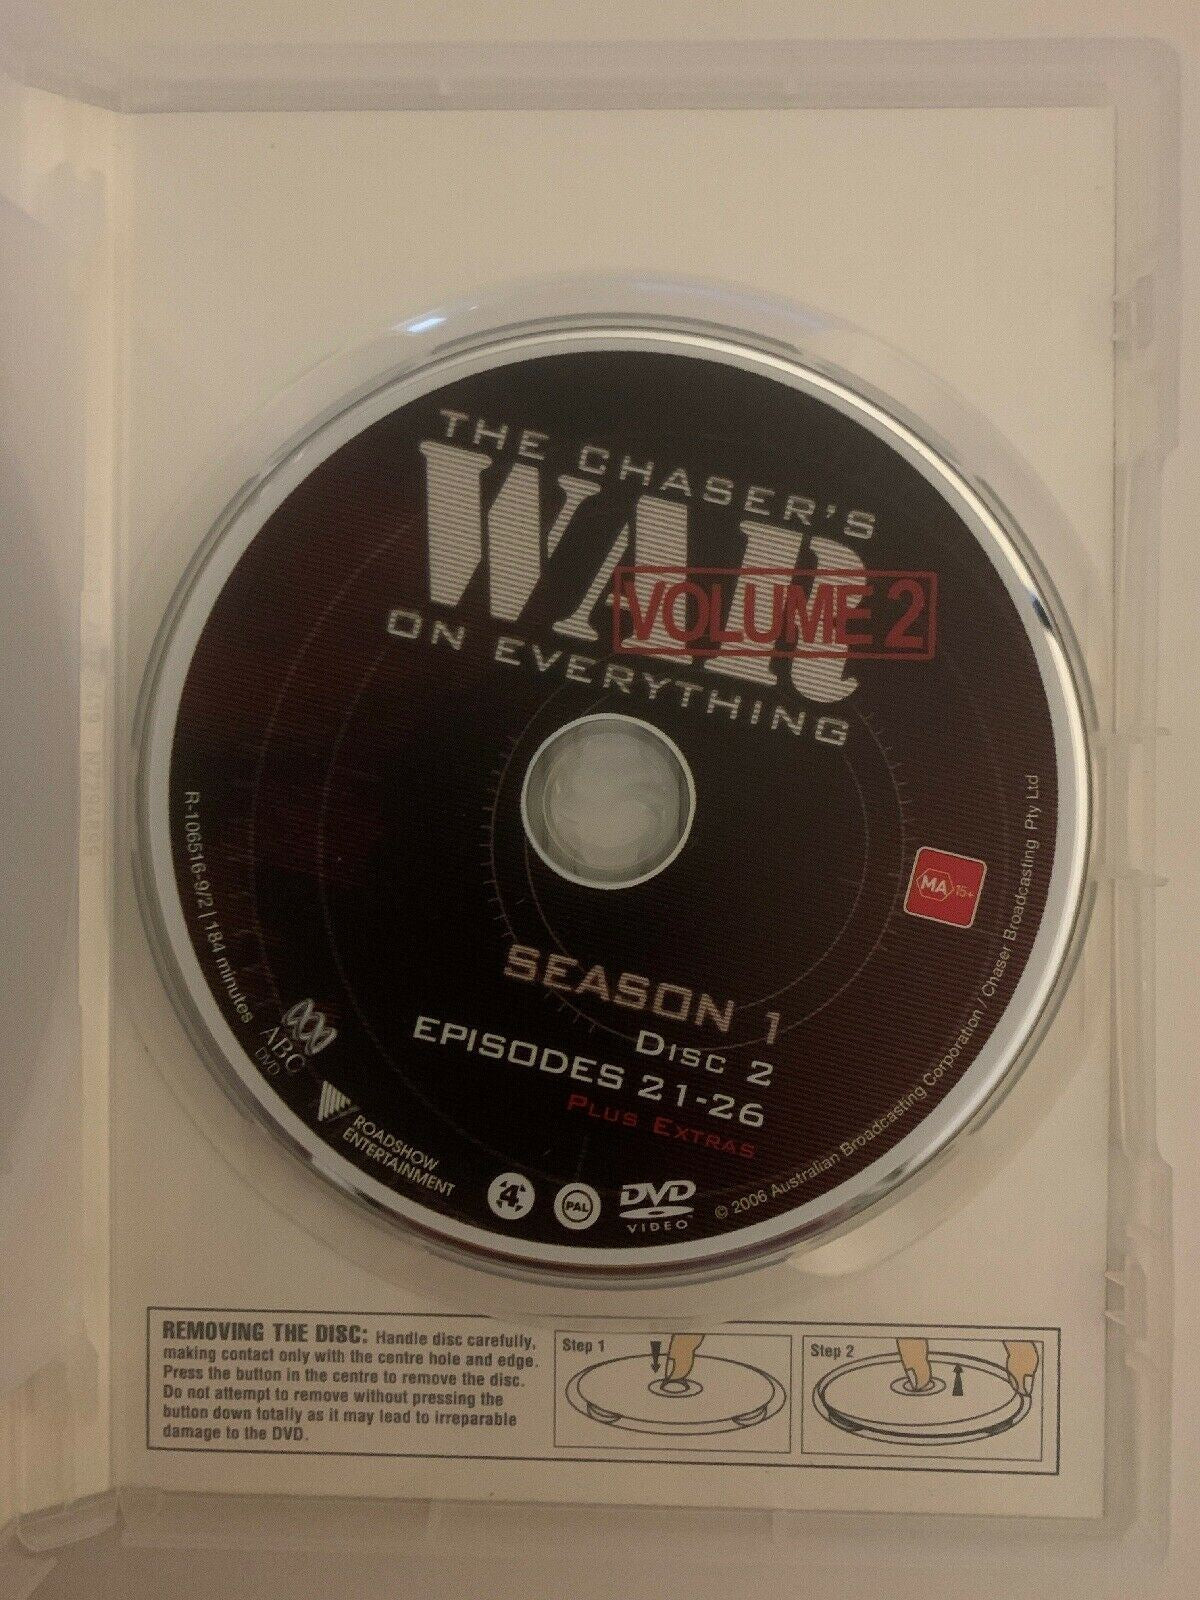 THE CHASER'S
WAR
VOLUME 2
ON EVERYTHING
MA 15+
SEASON 1
DISC 2
EPISODES 21-26
PLUS EXTRAS
R-106516-9/2 | 184 minutes
ABC
DVD
ROADSHOW
ENTERTAINMENT
4
PAL
DVD
VIDEO
© 2006 Australian Broadcasting Corporation / Chaser Broadcasting Pty Ltd
REMOVING THE DISC: Handle disc carefully,
making contact only with the centre hole and edge.
Press the button in the centre to remove the disc.
Do not attempt to remove without pressing the
button down totally as it may lead to irreparable
damage to the DVD.
Step 1
Step 2